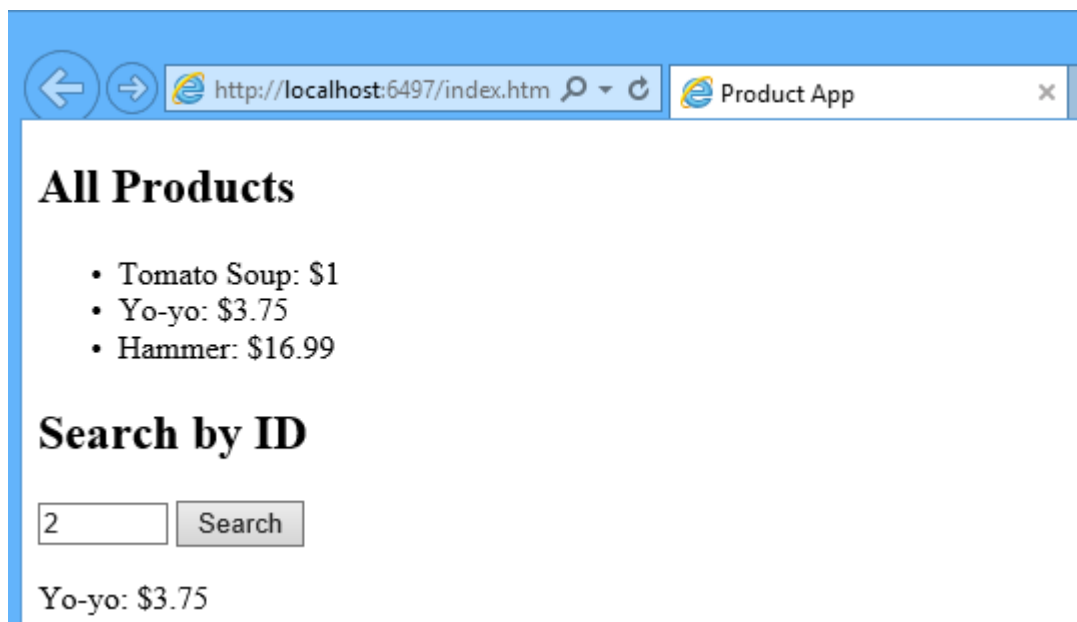 http://localhost:6497/index.htm
Product App
All Products
• Tomato Soup: $1
• Yo-yo: $3.75
• Hammer: $16.99
Search by ID
2 Search
Yo-yo: $3.75